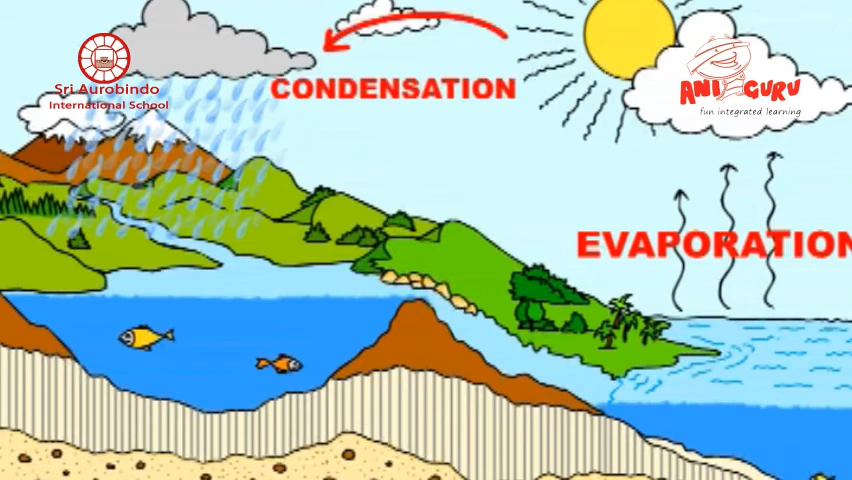 Sri Aurobindo
International School
CONDENSATION
ANI GURU
fun integrated learning
EVAPORATION